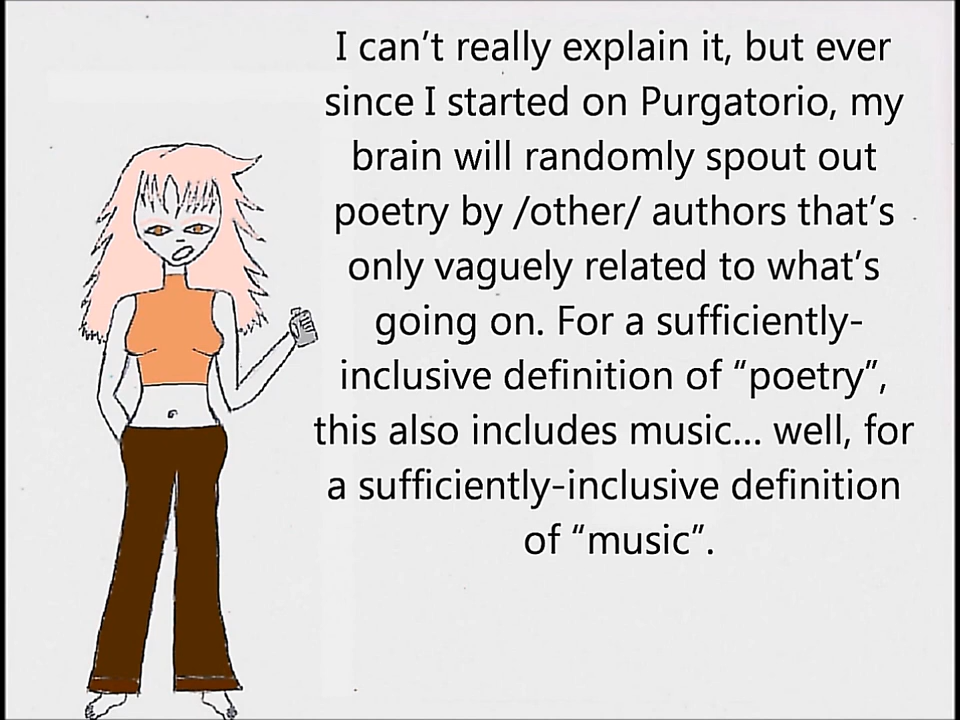 I can’t really explain it, but ever
since I started on Purgatorio, my
brain will randomly spout out
poetry by /other/ authors that’s
only vaguely related to what’s
going on. For a sufficiently-
inclusive definition of “poetry”,
this also includes music... well, for
a sufficiently-inclusive definition
of “music”.